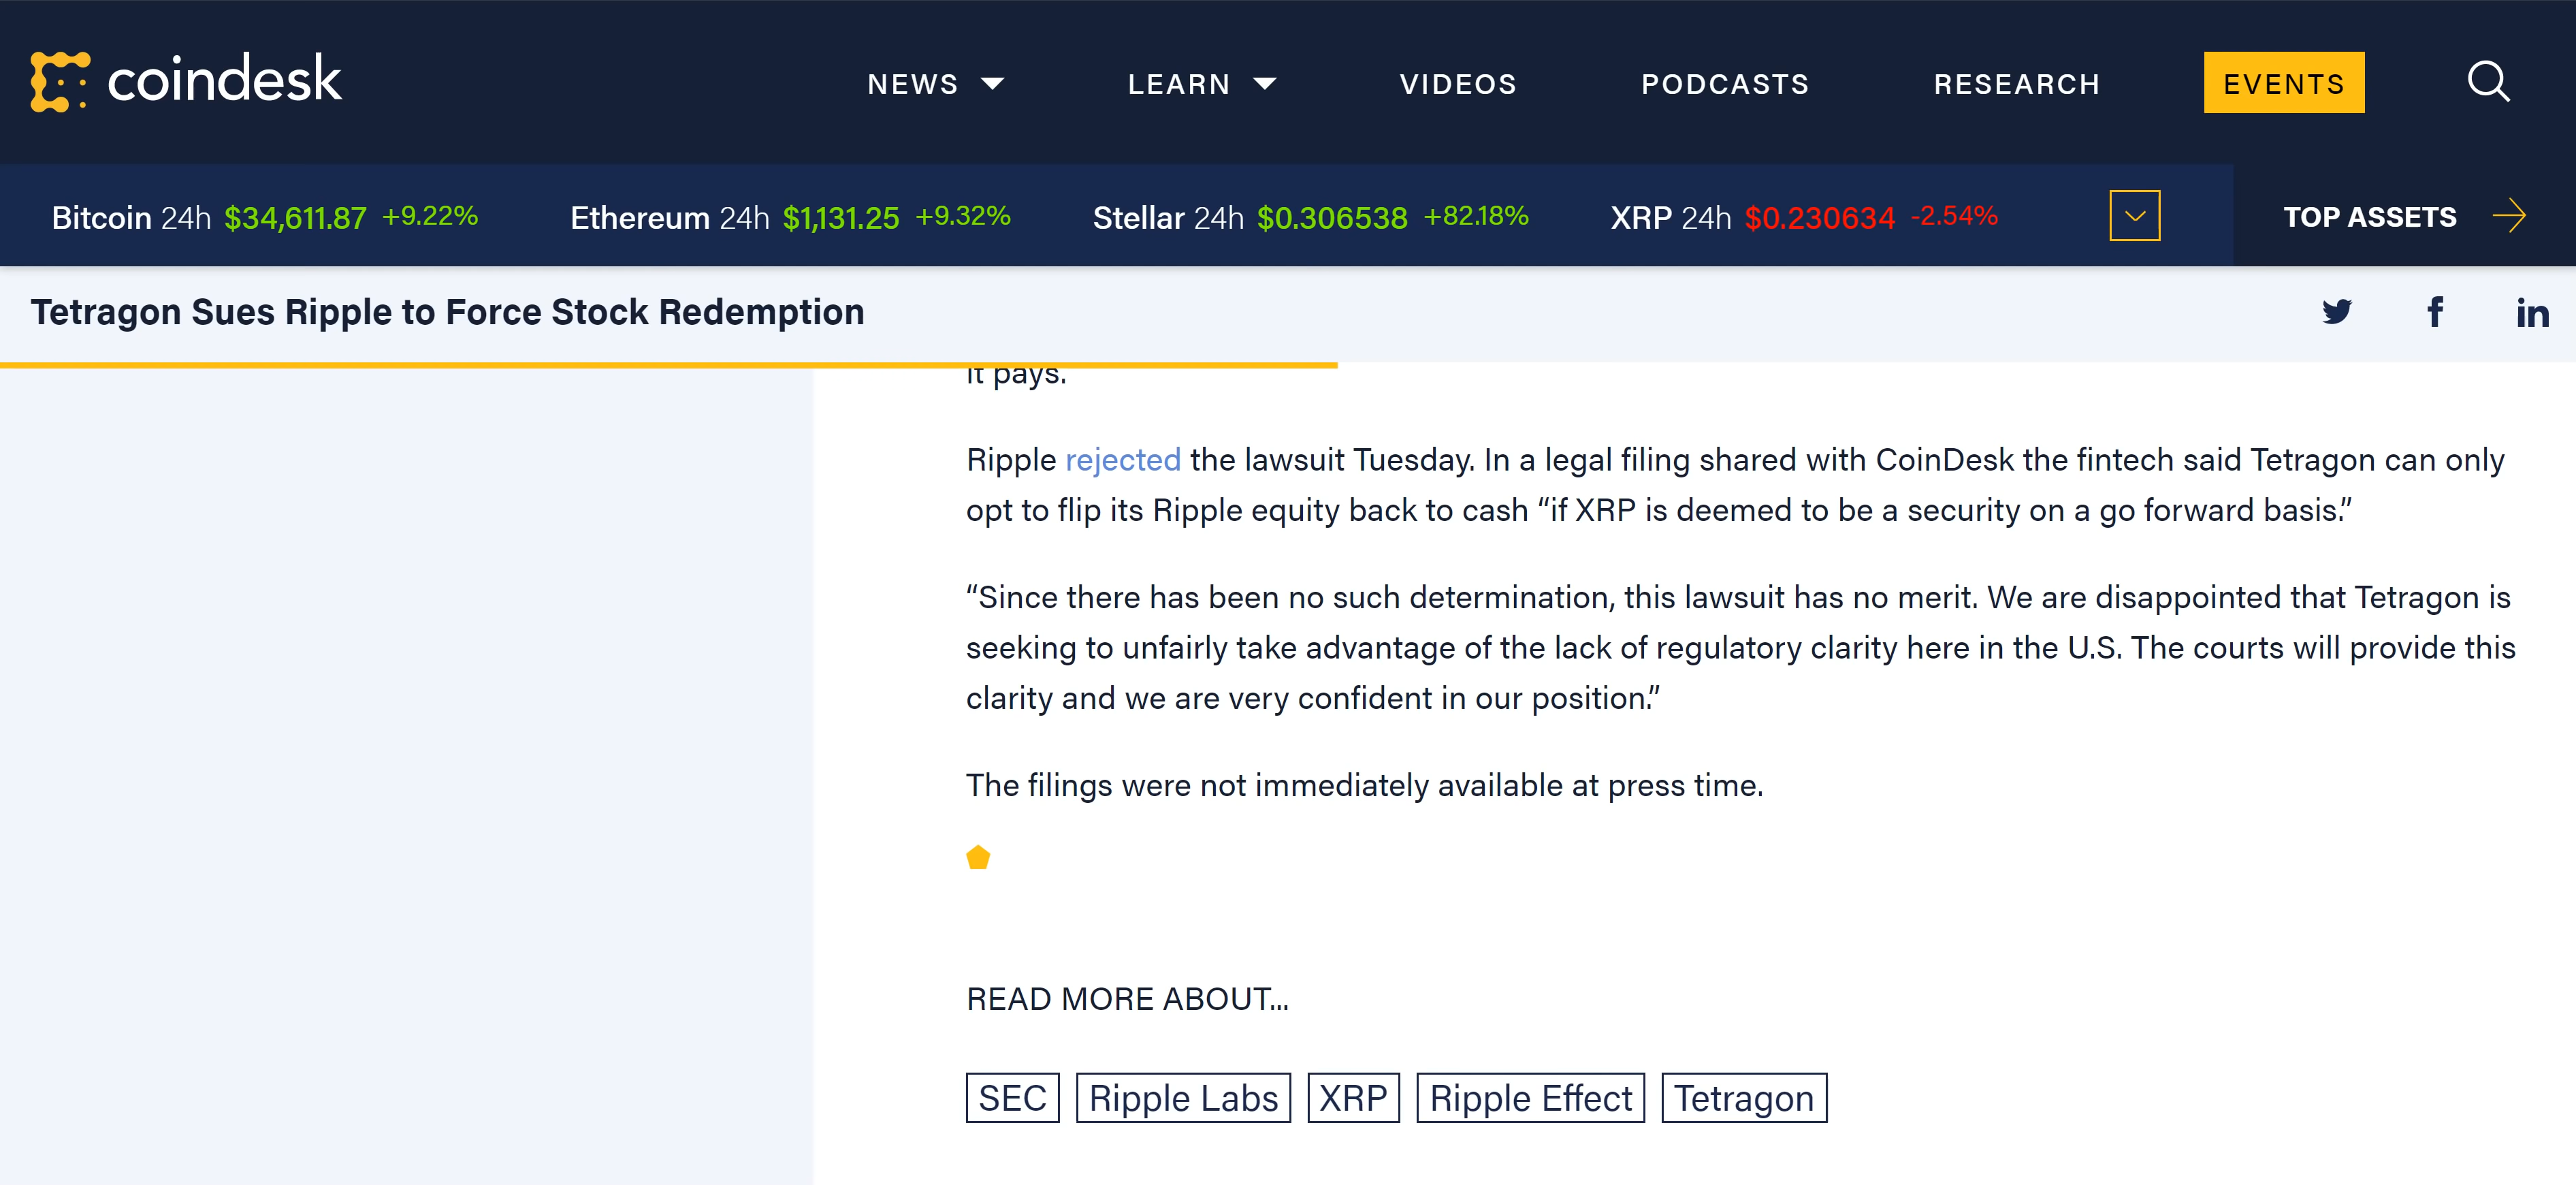 coindesk
NEWS
LEARN
VIDEOS
PODCASTS
RESEARCH
EVENTS
Bitcoin 24h $34,611.87 +9.22%
Ethereum 24h $1,131.25 +9.32%
Stellar 24h $0.306538 +82.18%
XRP 24h $0.230634 -2.54%
TOP ASSETS
Tetragon Sues Ripple to Force Stock Redemption
it pays.
Ripple rejected the lawsuit Tuesday. In a legal filing shared with CoinDesk the fintech said Tetragon can only
opt to flip its Ripple equity back to cash “if XRP is deemed to be a security on a go forward basis.”
“Since there has been no such determination, this lawsuit has no merit. We are disappointed that Tetragon is
seeking to unfairly take advantage of the lack of regulatory clarity here in the U.S. The courts will provide this
clarity and we are very confident in our position.”
The filings were not immediately available at press time.
READ MORE ABOUT...
SEC
Ripple Labs
XRP
Ripple Effect
Tetragon